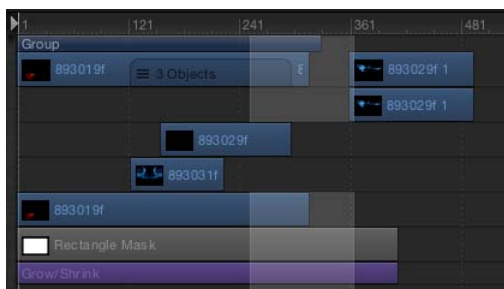 1 121 241 361 481
Group
893019f 3 Objects 893029f 1
893029f 1
893029f
893031f
893019f
Rectangle Mask
Grow/Shrink